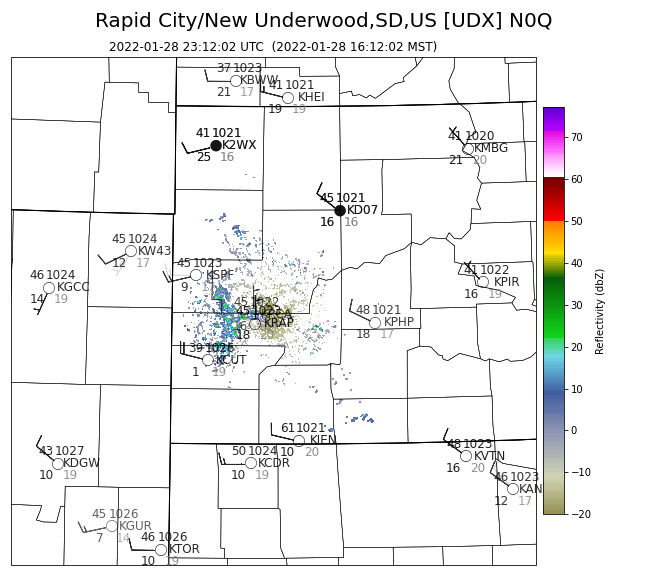 Rapid City/New Underwood,SD,US [UDX] N0Q
2022-01-28 23:12:02 UTC  (2022-01-28 16:12:02 MST)
37 1023
KBWW
21 17
41 1021
KHEI
19 19
41 1021
K2WX
25 16
41 1020
KMBG
21 20
45 1021
KD07
16 16
45 1024
KW43
12 17
45 1023
KSPF
9
46 1024
KGCC
14 19
41 1022
KPIR
16 19
45 1022
KRAP
18
48 1021
KPHP
18 17
39 1026
KCUT
1 19
61 1021
KIEN
10 20
43 1027
KDGW
10 19
50 1024
KCDR
10 19
48 1023
KVTN
16 20
46 1023
KAN
12 17
45 1026
KGUR
7 14
46 1026
KTOR
10 19
70
60
50
40
30
20
10
0
−10
−20
Reflectivity (dbZ)